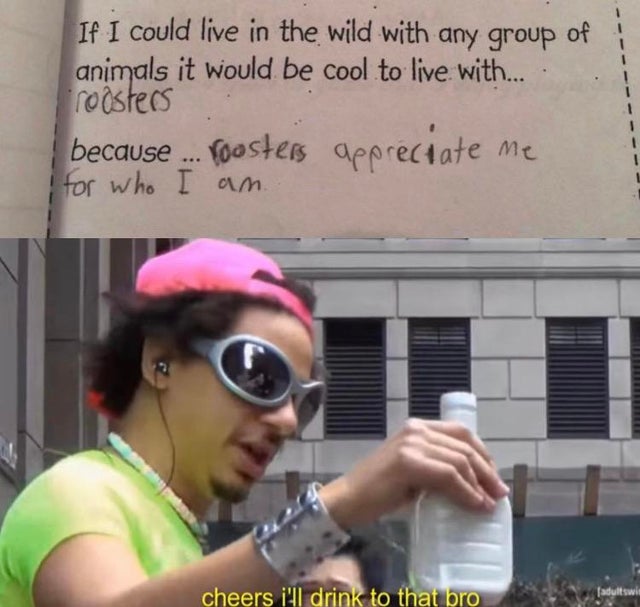 If I could live in the wild with any group of
animals it would be cool to live with...
roosters
because ... roosters appreciate me
for who I am
cheers i'll drink to that bro
[adultswi